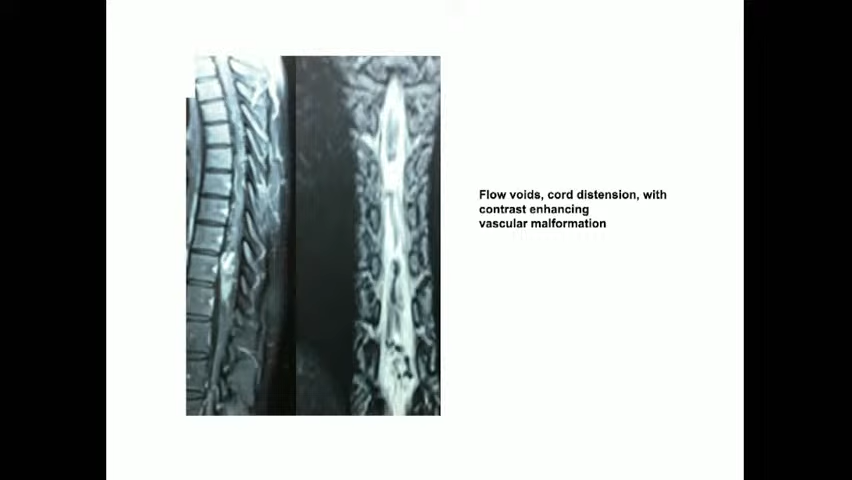 Flow voids, cord distension, with
contrast enhancing
vascular malformation